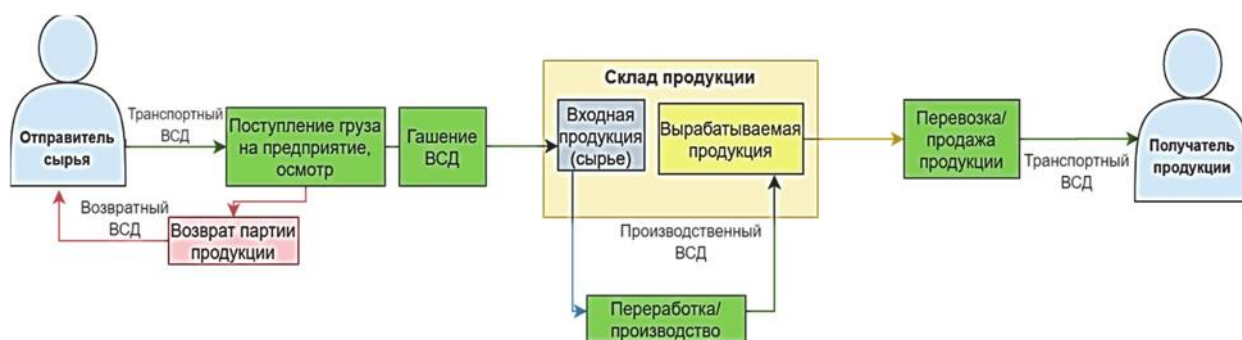 Отправитель
сырья
Транспортный
ВСД
Поступление груза
на предприятие,
осмотр
Гашение
ВСД
Возвратный
ВСД
Возврат партии
продукции
Склад продукции
Входная
продукция
(сырье)
Вырабатываемая
продукция
Производственный
ВСД
Переработка/
производство
Перевозка/
продажа
продукции
Транспортный
ВСД
Получатель
продукции